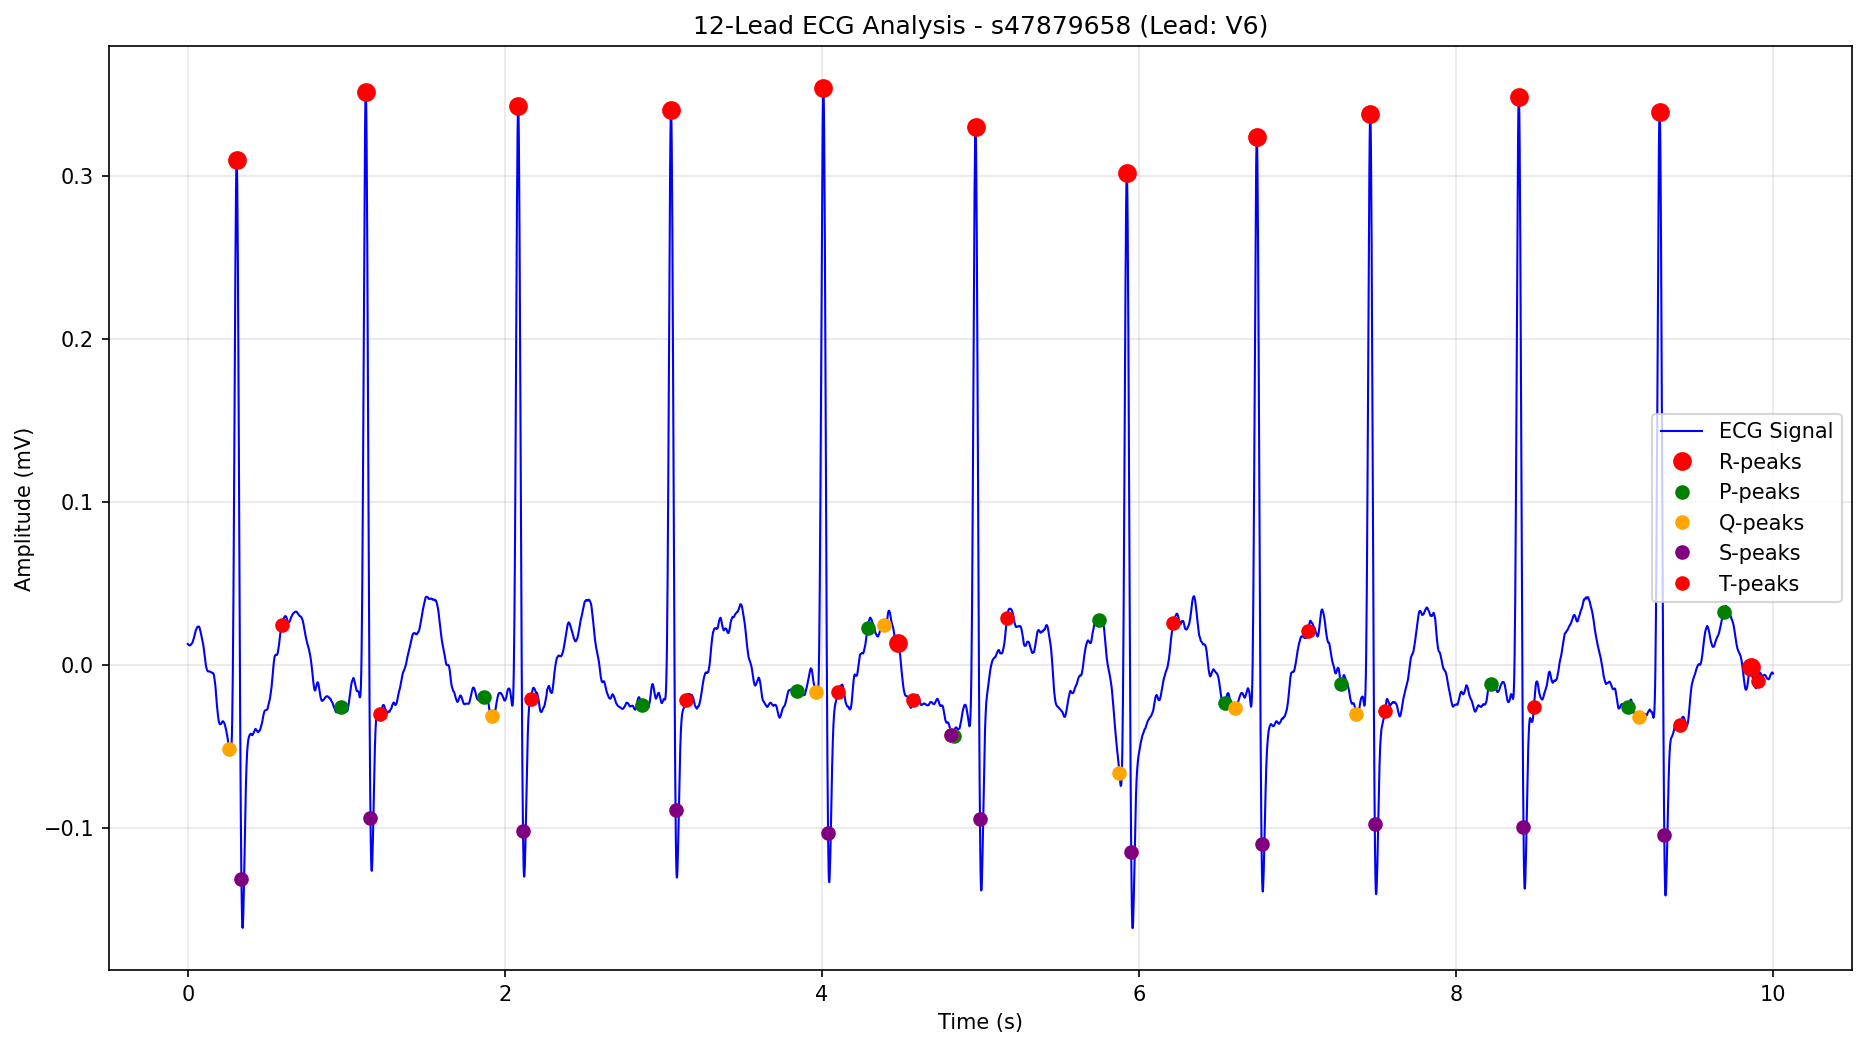 12-Lead ECG Analysis - s47879658 (Lead: V6)
Amplitude (mV)
0.3
0.2
0.1
0.0
−0.1
ECG Signal
R-peaks
P-peaks
Q-peaks
S-peaks
T-peaks
0 2 4 6 8 10
Time (s)